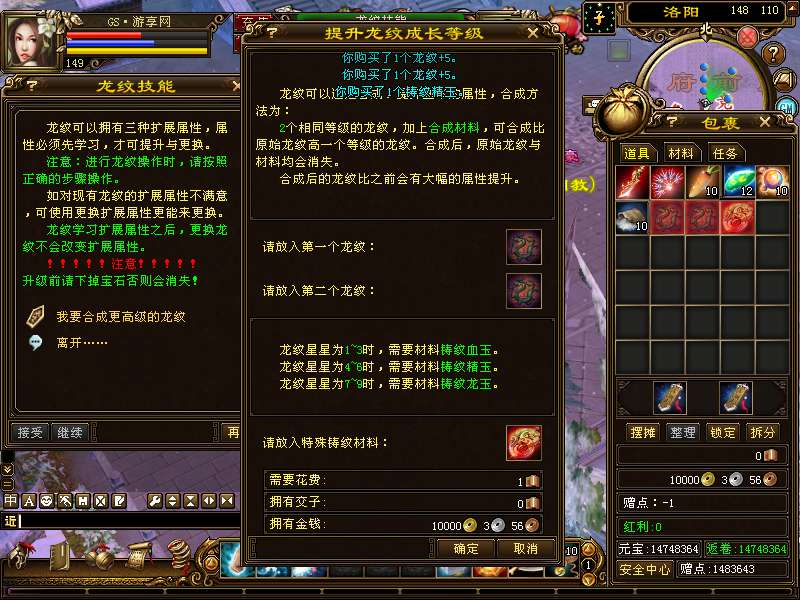 GS·游享网
149
龙纹技能
龙纹可以拥有三种扩展属性，属
性必须先学习，才可提升与更换。
注意：进行龙纹操作时，请按照
正确的步骤操作。
如对现有龙纹的扩展属性不满意
，可使用更换扩展属性更能来更换。
龙纹学习扩展属性之后，更换龙
纹不会改变扩展属性。
！！！！！注意！！！！！
升级前请下掉宝石否则会消失！
我要合成更高级的龙纹
离开……
接受
继续
再
近
提升龙纹成长等级
你购买了1个龙纹+5。
你购买了1个龙纹+5。
你购买了1个铸纹精玉。
龙纹可以
属性，合成方
法为：
2个相同等级的龙纹，加上合成材料，可合成比
原始龙纹高一个等级的龙纹。合成后，原始龙纹与
材料均会消失。
合成后的龙纹比之前会有大幅的属性提升。
请放入第一个龙纹：
请放入第二个龙纹：
龙纹星星为1~3时，需要材料铸纹血玉。
龙纹星星为4~6时，需要材料铸纹精玉。
龙纹星星为7~9时，需要材料铸纹龙玉。
请放入特殊铸纹材料：
需要花费： 1
拥有交子： 0
拥有金钱： 10000 3 56
确定
取消
10
1
子
洛阳
148 110
北
包裹
道具
材料
任务
10
12
10
10
摆摊
整理
锁定
拆分
0
10000 3 56
赠点：-1
红利:0
元宝:14748364
返卷:14748364
安全中心
赠点:1483643